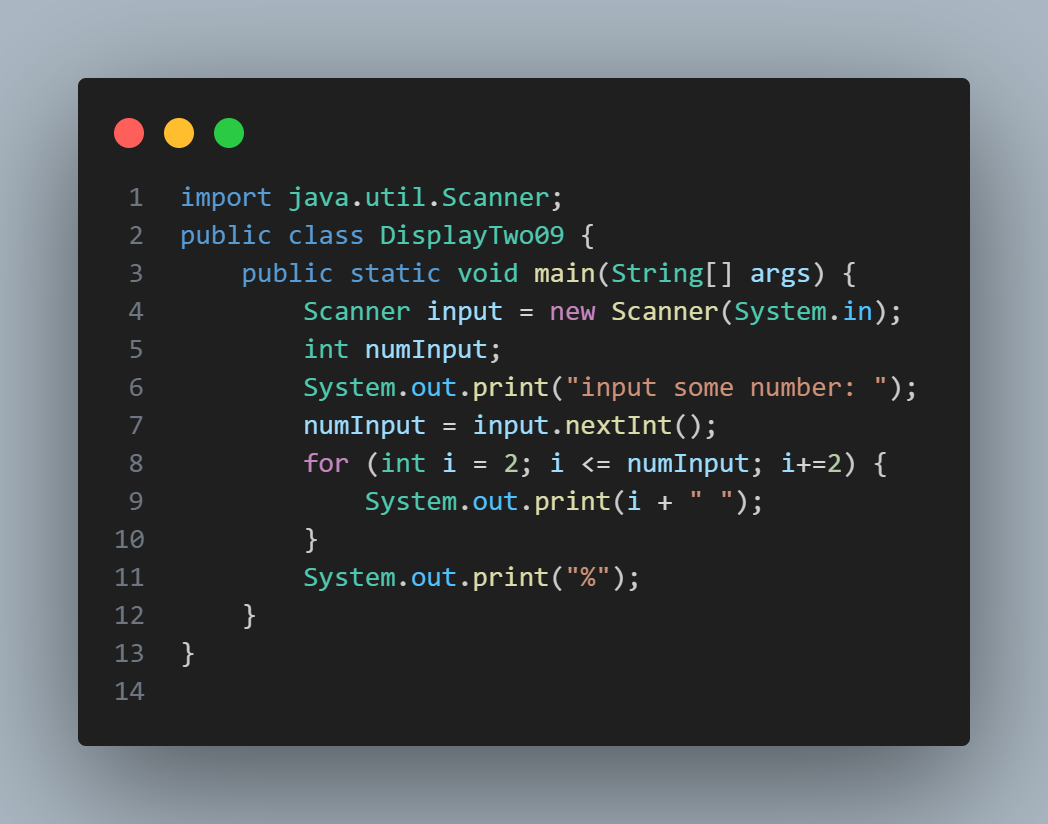 1 import java.util.Scanner;
2 public class DisplayTwo09 {
3     public static void main(String[] args) {
4         Scanner input = new Scanner(System.in);
5         int numInput;
6         System.out.print("input some number: ");
7         numInput = input.nextInt();
8         for (int i = 2; i <= numInput; i+=2) {
9             System.out.print(i + " ");
10         }
11         System.out.print("%");
12     }
13 }
14